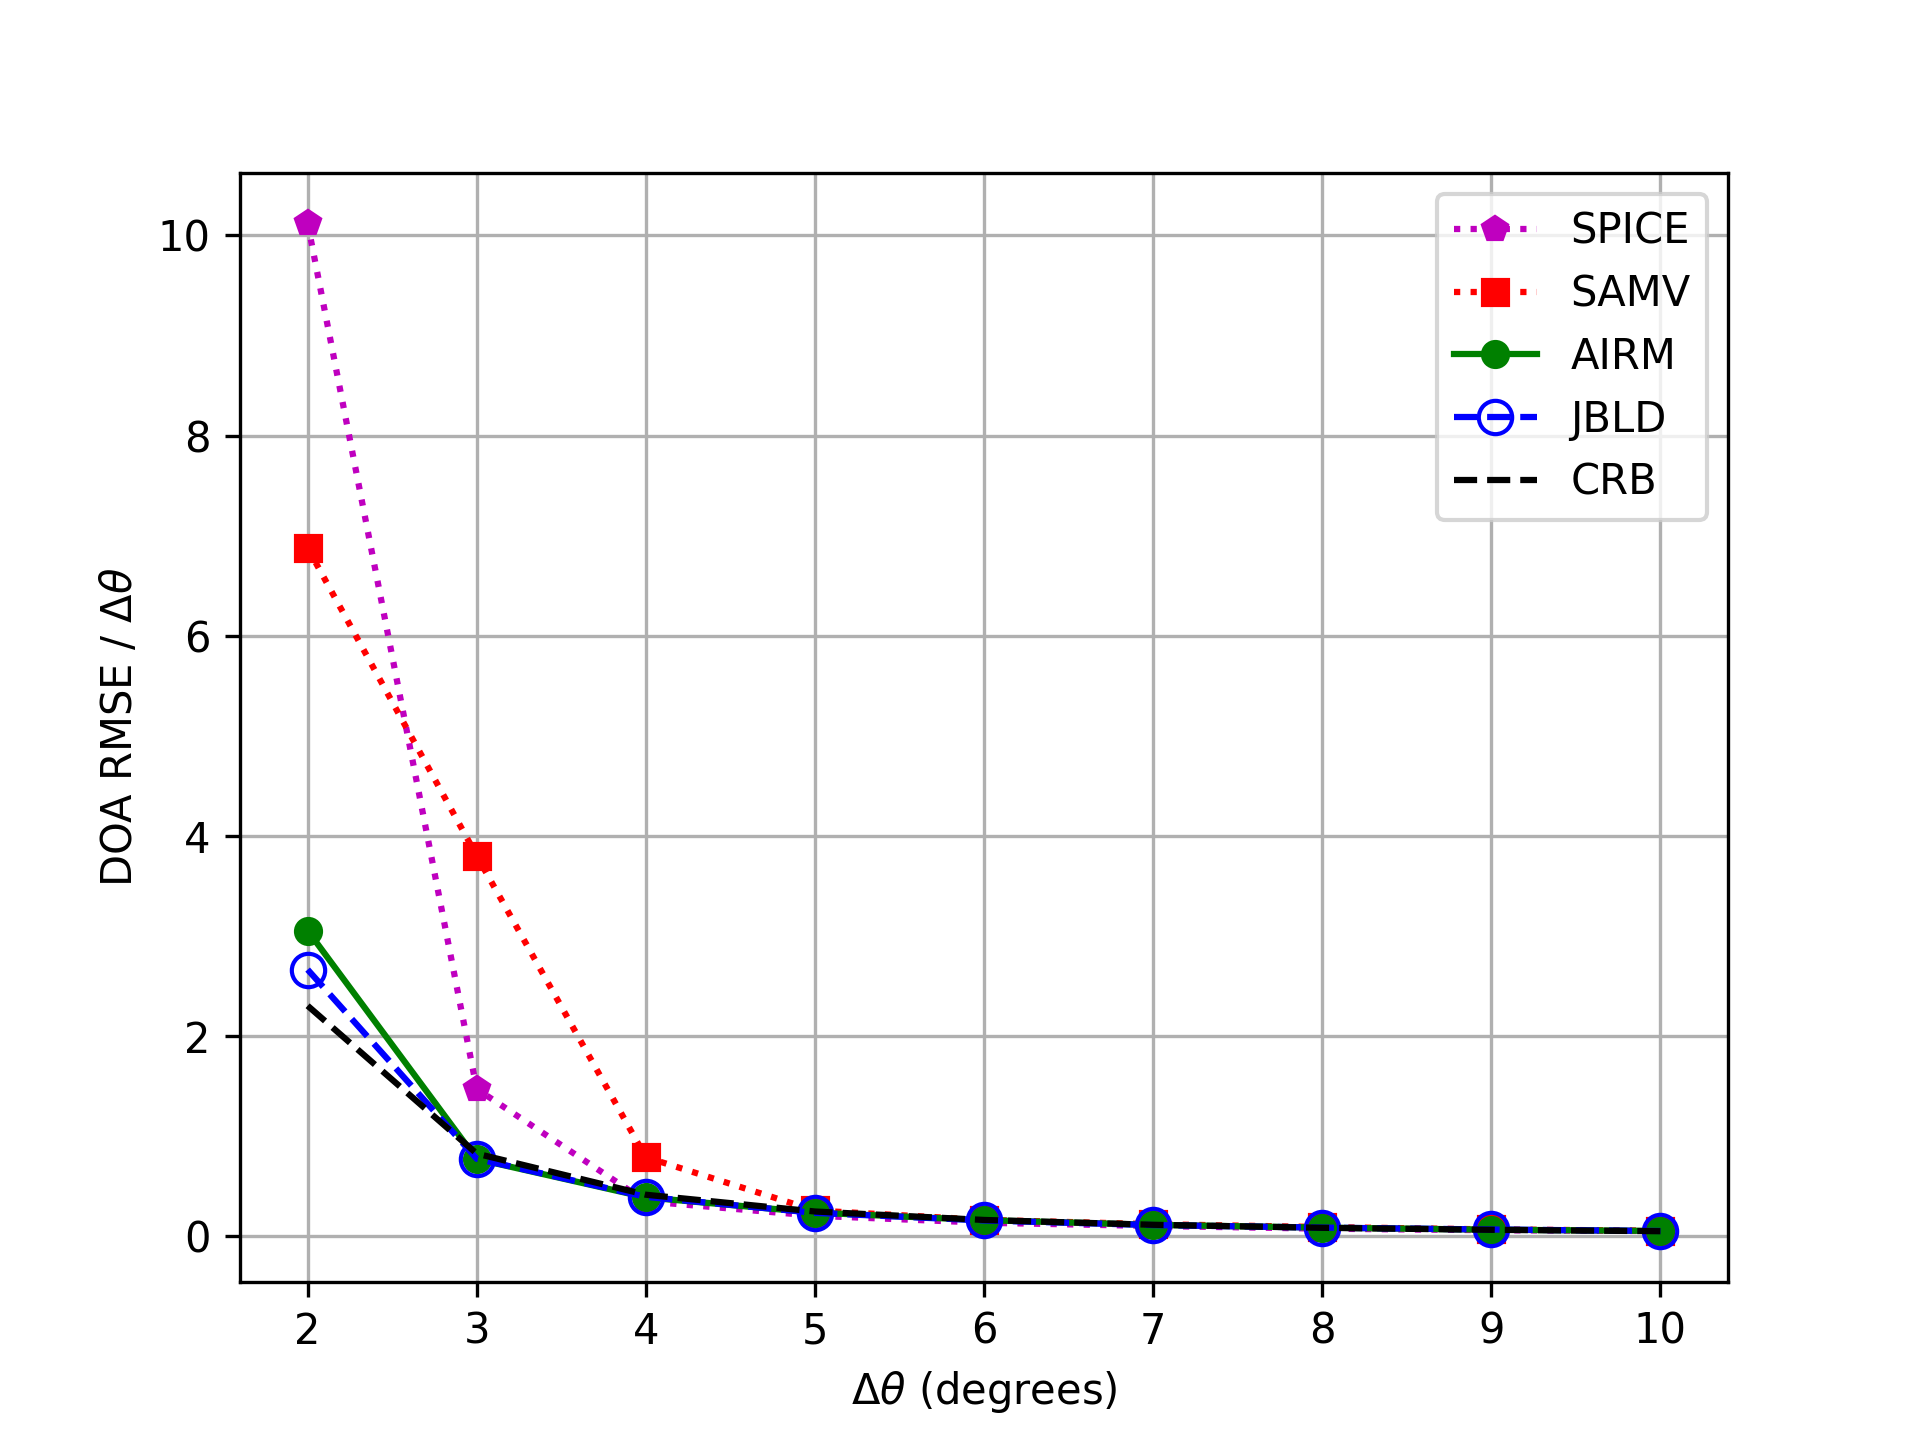 10
8
6
4
2
0
DOA RMSE / Δθ
2 3 4 5 6 7 8 9 10
Δθ (degrees)
SPICE
SAMV
AIRM
JBLD
CRB